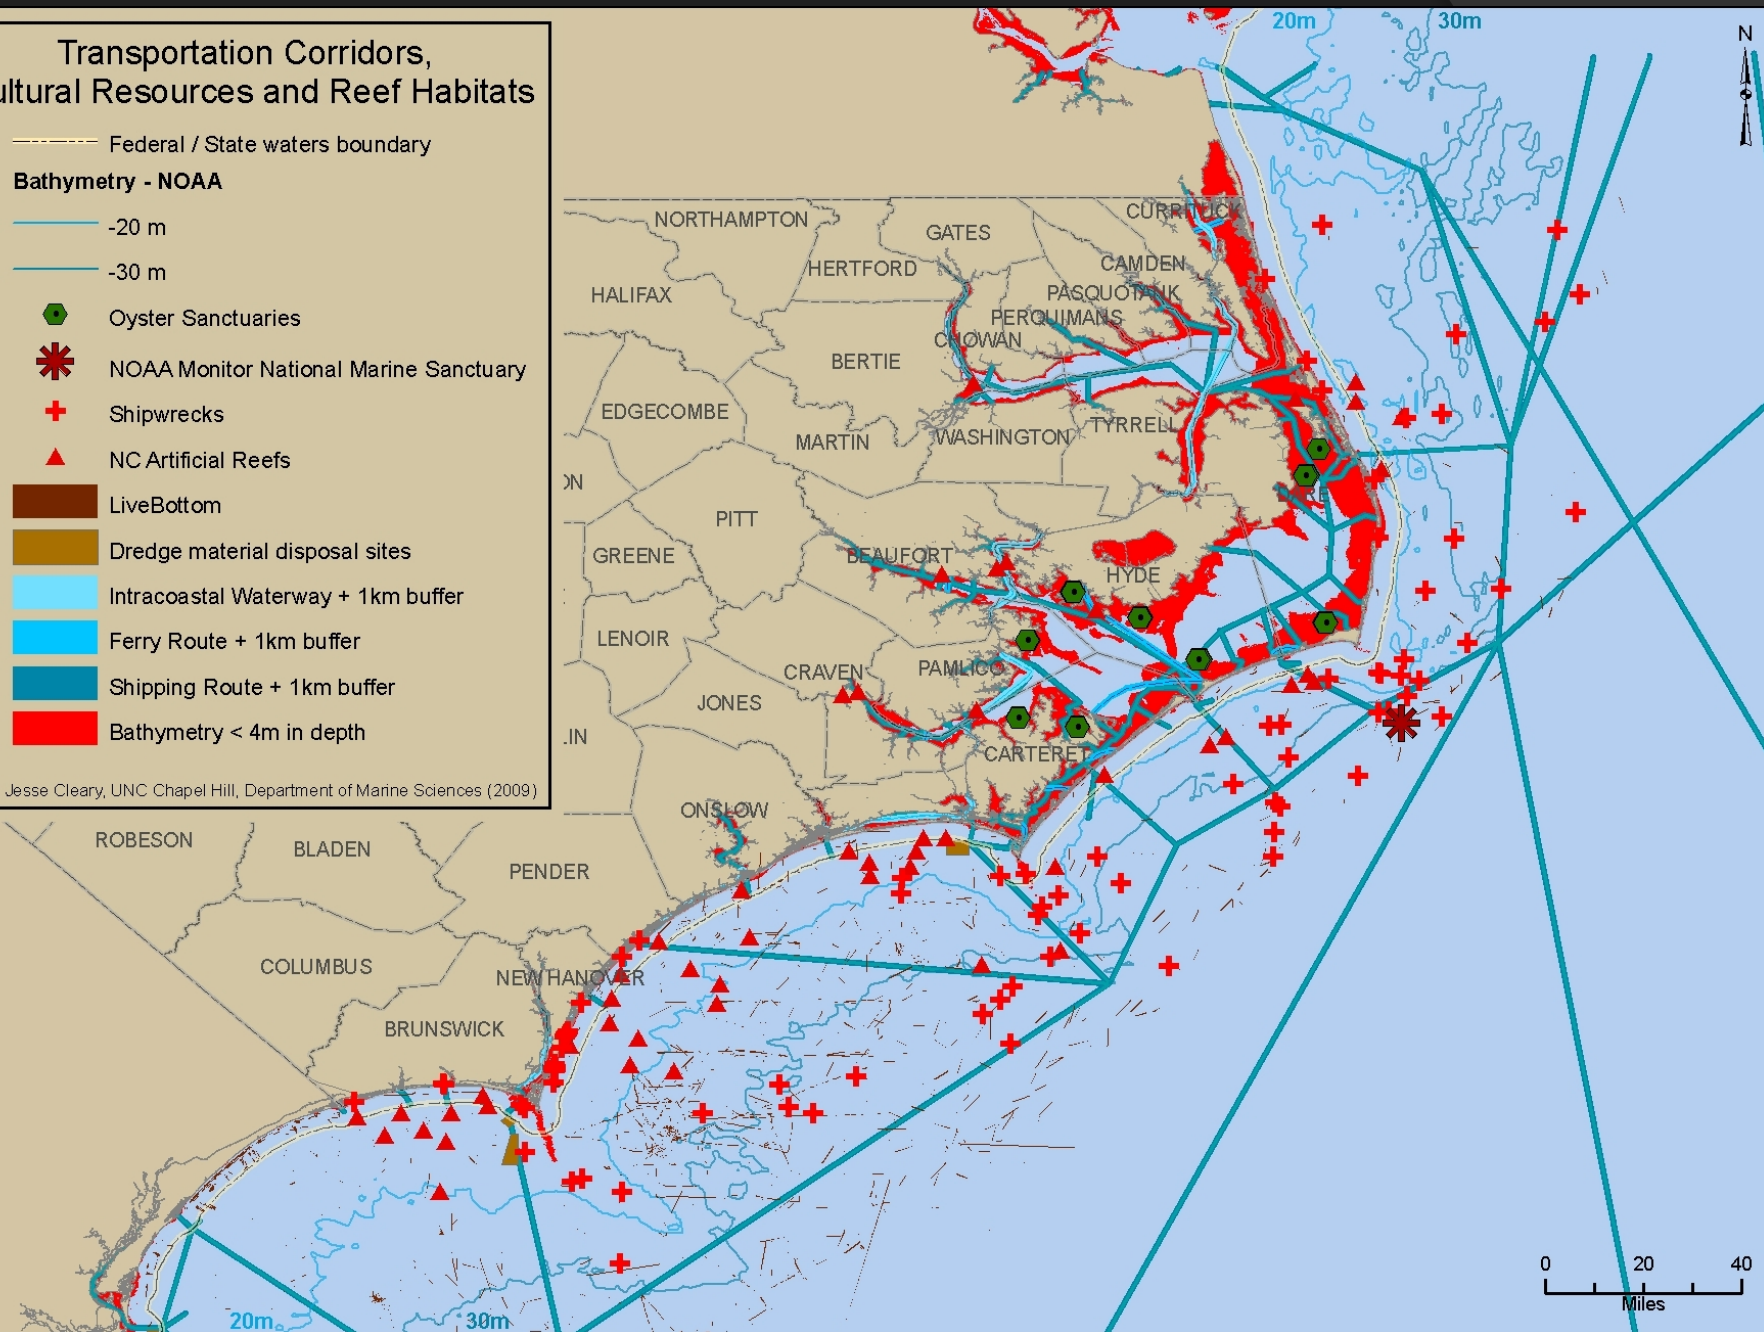 20m
30m
N
Transportation Corridors,
ultural Resources and Reef Habitats
Federal / State waters boundary
Bathymetry - NOAA
-20 m
-30 m
Oyster Sanctuaries
NOAA Monitor National Marine Sanctuary
Shipwrecks
NC Artificial Reefs
LiveBottom
Dredge material disposal sites
Intracoastal Waterway + 1km buffer
Ferry Route + 1km buffer
Shipping Route + 1km buffer
Bathymetry < 4m in depth
Jesse Cleary, UNC Chapel Hill, Department of Marine Sciences (2009)
NORTHAMPTON
CURRITUCK
GATES
HERTFORD
CAMDEN
HALIFAX
PASQUOTANK
PERQUIMANS
CHOWAN
BERTIE
EDGECOMBE
MARTIN
WASHINGTON
TYRRELL
ON
DARE
PITT
GREENE
BEAUFORT
HYDE
LENOIR
CRAVEN
PAMLICO
JONES
LIN
CARTERET
ONSLOW
ROBESON
BLADEN
PENDER
COLUMBUS
NEW HANOVER
BRUNSWICK
0 20 40
Miles
20m
30m